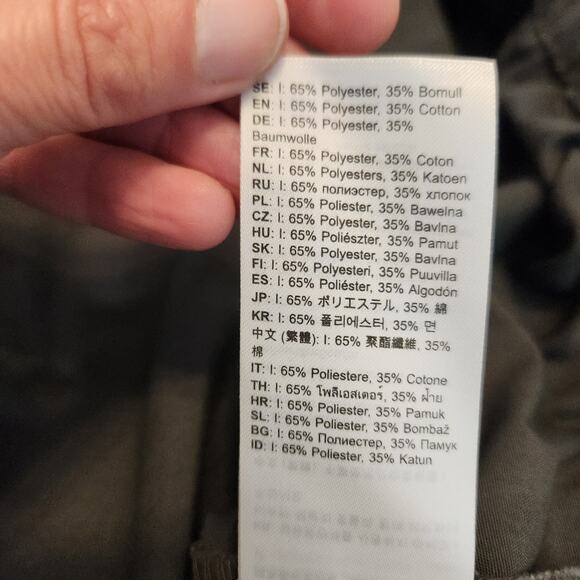 SE: I: 65% Polyester, 35% Bomull
EN: I: 65% Polyester, 35% Cotton
DE: I: 65% Polyester, 35%
Baumwolle
FR: I: 65% Polyester, 35% Coton
NL: I: 65% Polyesters, 35% Katoen
RU: I: 65% полиэстер, 35% хлопок
PL: I: 65% Poliester, 35% Bawełna
CZ: I: 65% Polyester, 35% Bavlna
HU: I: 65% Poliészter, 35% Pamut
SK: I: 65% Polyester, 35% Bavlna
FI: I: 65% Polyesteri, 35% Puuvilla
ES: I: 65% Poliéster, 35% Algodón
JP: I: 65% ポリエステル, 35% 綿
KR: I: 65% 폴리에스터, 35% 면
中文 (繁體): I: 65% 聚酯纖維, 35%
棉
IT: I: 65% Poliestere, 35% Cotone
TH: I: 65% โพลีเอสเตอร์, 35% ฝ้าย
HR: I: 65% Poliester, 35% Pamuk
SL: I: 65% Poliester, 35% Bombaž
BG: I: 65% Полиестер, 35% Памук
ID: I: 65% Poliester, 35% Katun